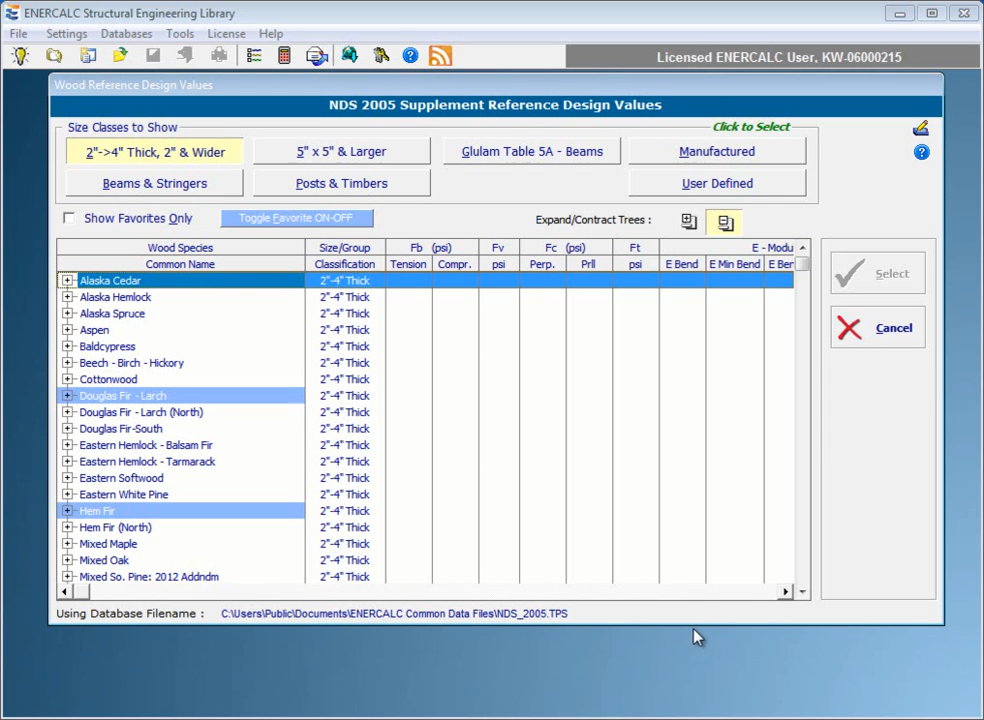 ENERCALC Structural Engineering Library
File Settings Databases Tools License Help
Licensed ENERCALC User, KW-06000215
Wood Reference Design Values
NDS 2005 Supplement Reference Design Values
Size Classes to Show
Click to Select
2"->4" Thick, 2" & Wider
5" x 5" & Larger
Glulam Table 5A - Beams
Manufactured
Beams & Stringers
Posts & Timbers
User Defined
Show Favorites Only
Toggle Favorite ON-OFF
Expand/Contract Trees :
Wood Species Size/Group Fb (psi) Fv Fc (psi) Ft E - Modu
Common Name Classification Tension Compr. psi Perp. Prll psi E Bend E Min Bend E Ben
Alaska Cedar 2"-4" Thick
Alaska Hemlock 2"-4" Thick
Alaska Spruce 2"-4" Thick
Aspen 2"-4" Thick
Baldcypress 2"-4" Thick
Beech - Birch - Hickory 2"-4" Thick
Cottonwood 2"-4" Thick
Douglas Fir - Larch 2"-4" Thick
Douglas Fir - Larch (North) 2"-4" Thick
Douglas Fir-South 2"-4" Thick
Eastern Hemlock - Balsam Fir 2"-4" Thick
Eastern Hemlock - Tarmarack 2"-4" Thick
Eastern Softwood 2"-4" Thick
Eastern White Pine 2"-4" Thick
Hem Fir 2"-4" Thick
Hem Fir (North) 2"-4" Thick
Mixed Maple 2"-4" Thick
Mixed Oak 2"-4" Thick
Mixed So. Pine: 2012 Addndm 2"-4" Thick
Select
Cancel
Using Database Filename : C:\Users\Public\Documents\ENERCALC Common Data Files\NDS_2005.TPS